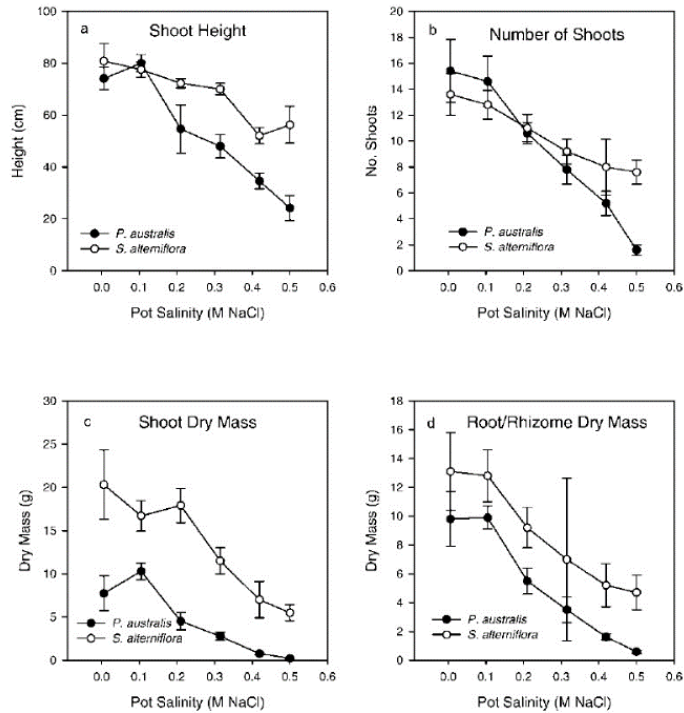 a Shoot Height
100
80
60
40
20
0
Height (cm)
P. australis
S. alterniflora
0.0 0.1 0.2 0.3 0.4 0.5 0.6
Pot Salinity (M NaCl)
b Number of Shoots
20
18
16
14
12
10
8
6
4
2
0
No. Shoots
P. australis
S. alterniflora
0.0 0.1 0.2 0.3 0.4 0.5 0.6
Pot Salinity (M NaCl)
c Shoot Dry Mass
30
25
20
15
10
5
0
Dry Mass (g)
P. australis
S. alterniflora
0.0 0.1 0.2 0.3 0.4 0.5 0.6
Pot Salinity (M NaCl)
d Root/Rhizome Dry Mass
18
16
14
12
10
8
6
4
2
0
Dry Mass (g)
P. australis
S. alterniflora
0.0 0.1 0.2 0.3 0.4 0.5 0.6
Pot Salinity (M NaCl)